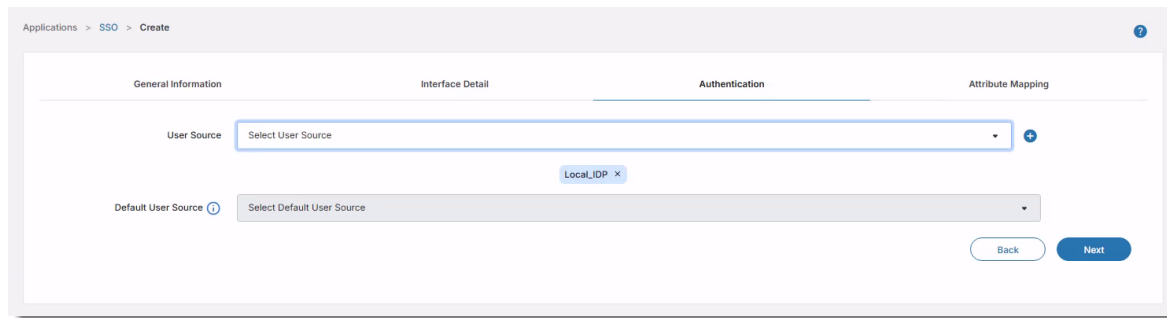 Applications > SSO > Create
?
General Information Interface Detail Authentication Attribute Mapping
User Source Select User Source
Local_IDP ×
Default User Source i Select Default User Source
Back Next